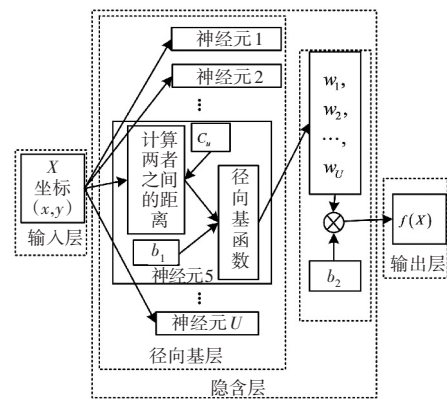 神经元1
神经元2
⋮
计算
两者
之间
的距
离
C_u
径
向
基
函
数
b_1
神经元5
⋮
神经元U
径向基层
X
坐标
(x,y)
输入层
w_1,
w_2,
…,
w_U
b_2
f(X)
输出层
隐含层